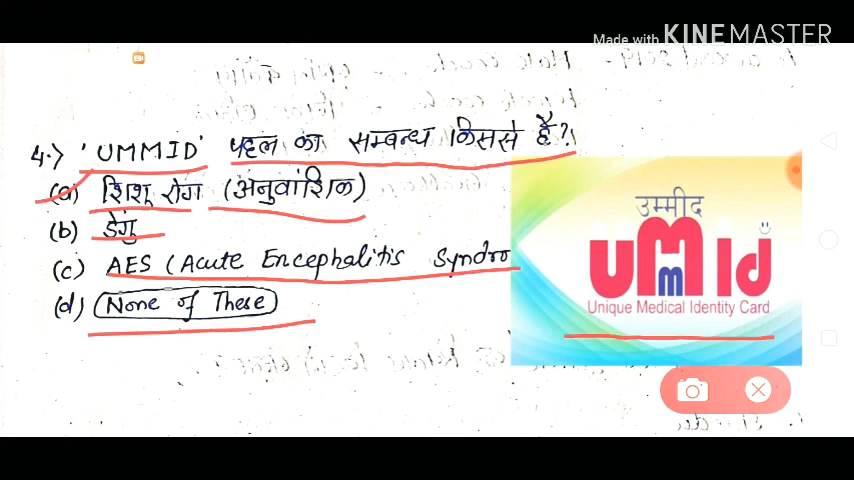 Made with KINEMASTER
4.> 'UMMID' पहल का सम्बन्ध किससे है?
(a) शिशु रोग (अनुवांशिक)
(b) डेंगु
(c) AES (Acute Encephalitis Syndro
(d) None of These
उम्मीद
ummid
Unique Medical Identity Card